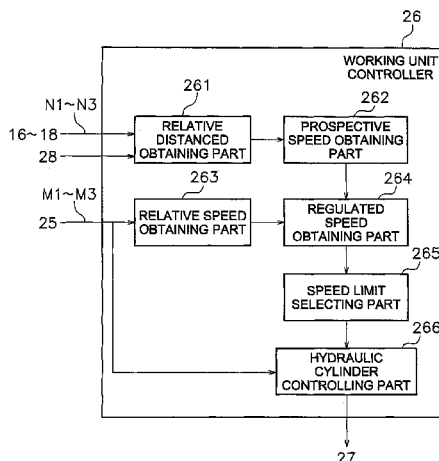 26
WORKING UNIT
CONTROLLER
261
262
N1~N3
16~18
28
RELATIVE
DISTANCED
OBTAINING PART
PROSPECTIVE
SPEED OBTAINING
PART
263
264
M1~M3
25
RELATIVE SPEED
OBTAINING PART
REGULATED
SPEED OBTAINING
PART
265
SPEED LIMIT
SELECTING PART
266
HYDRAULIC
CYLINDER
CONTROLLING PART
27